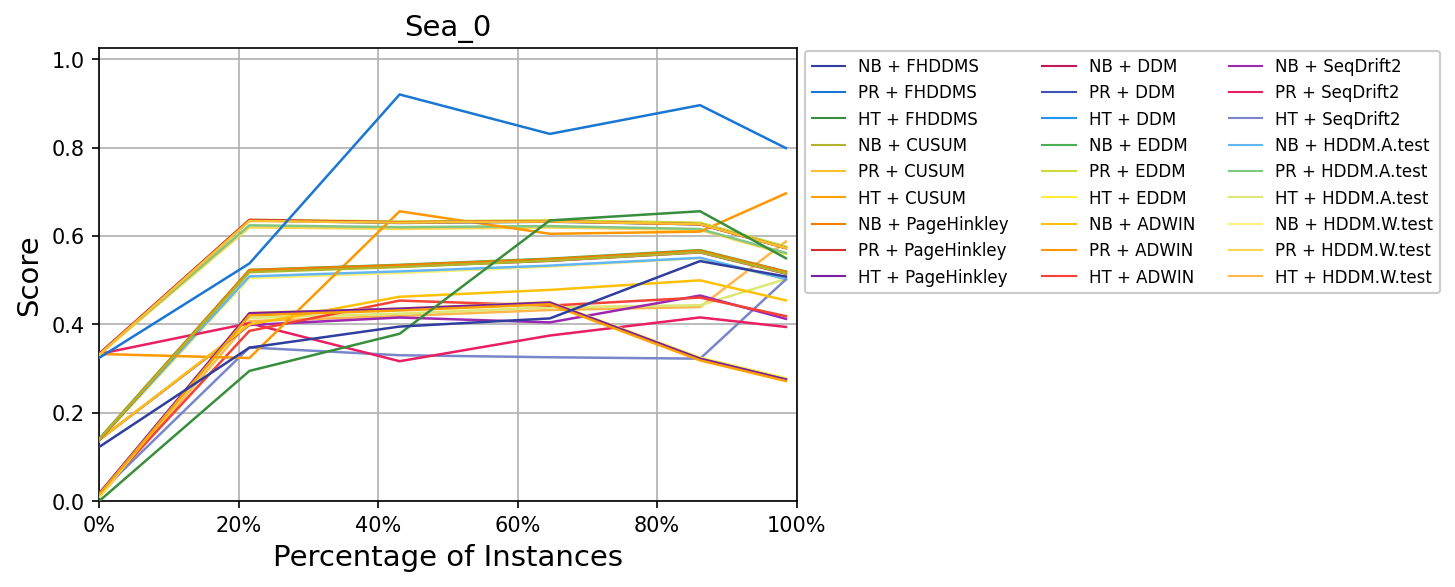 Sea_0
1.0
0.8
0.6
0.4
0.2
0.0
Score
0%
20%
40%
60%
80%
100%
Percentage of Instances
NB + FHDDMS
PR + FHDDMS
HT + FHDDMS
NB + CUSUM
PR + CUSUM
HT + CUSUM
NB + PageHinkley
PR + PageHinkley
HT + PageHinkley
NB + DDM
PR + DDM
HT + DDM
NB + EDDM
PR + EDDM
HT + EDDM
NB + ADWIN
PR + ADWIN
HT + ADWIN
NB + SeqDrift2
PR + SeqDrift2
HT + SeqDrift2
NB + HDDM.A.test
PR + HDDM.A.test
HT + HDDM.A.test
NB + HDDM.W.test
PR + HDDM.W.test
HT + HDDM.W.test